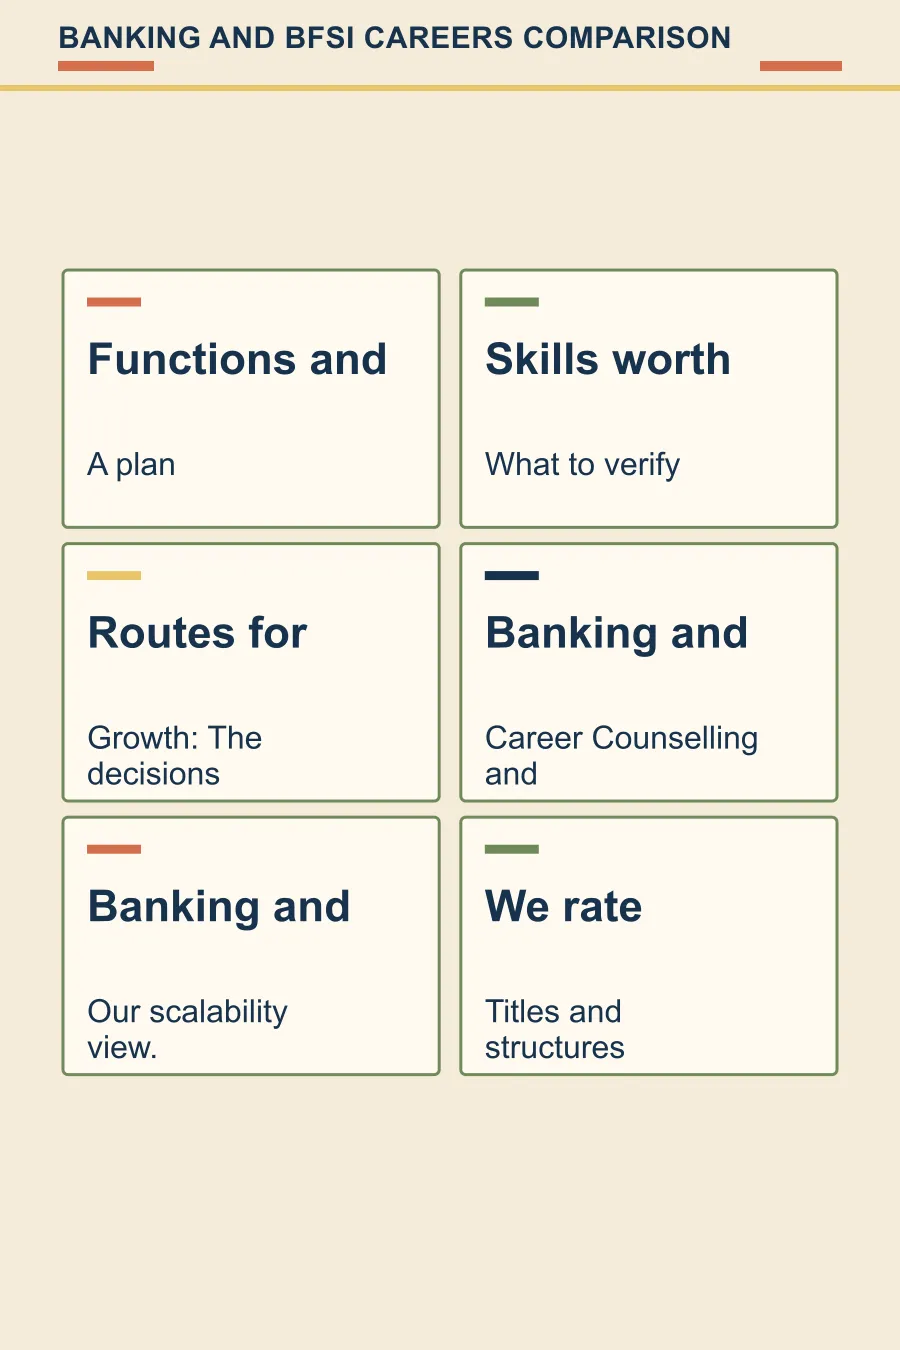 BANKING AND BFSI CAREERS COMPARISON
Functions and
A plan
Skills worth
What to verify
Routes for
Growth: The
decisions
Banking and
Career Counselling
and
Banking and
Our scalability
view.
We rate
Titles and
structures